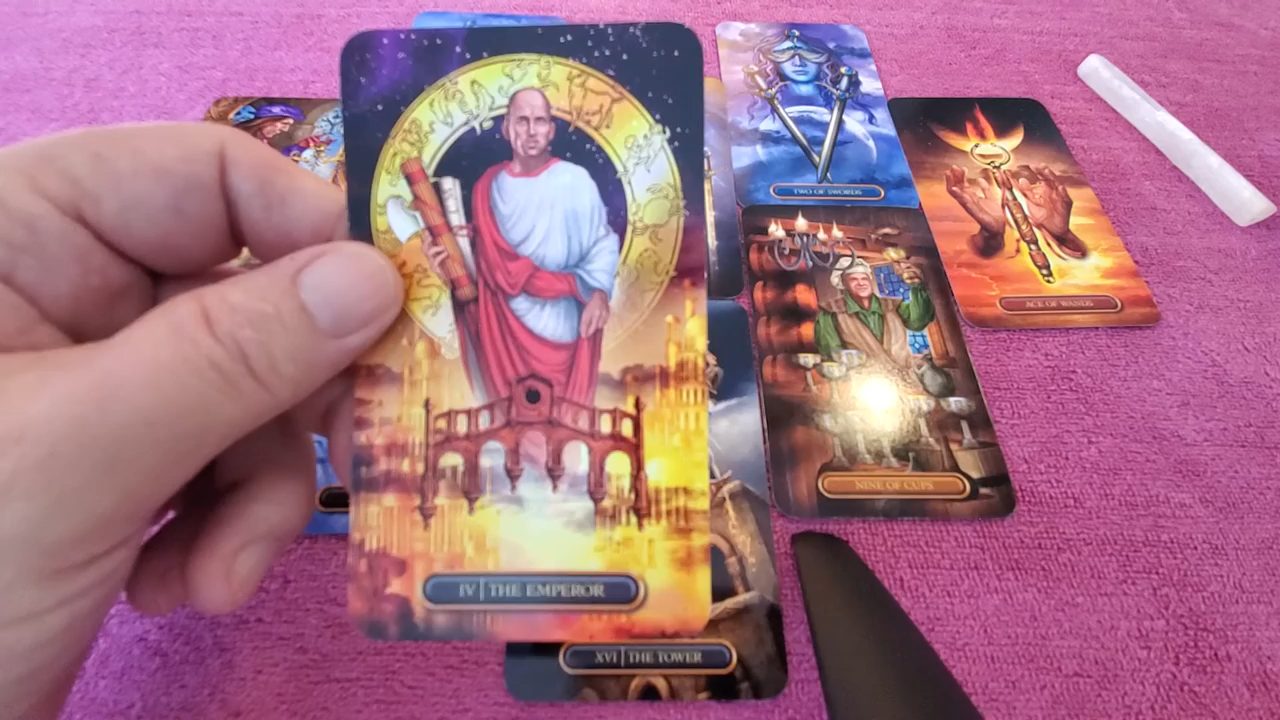 TWO OF SWORDS
ACE OF WANDS
NINE OF CUPS
IV | THE EMPEROR
XVI | THE TOWER